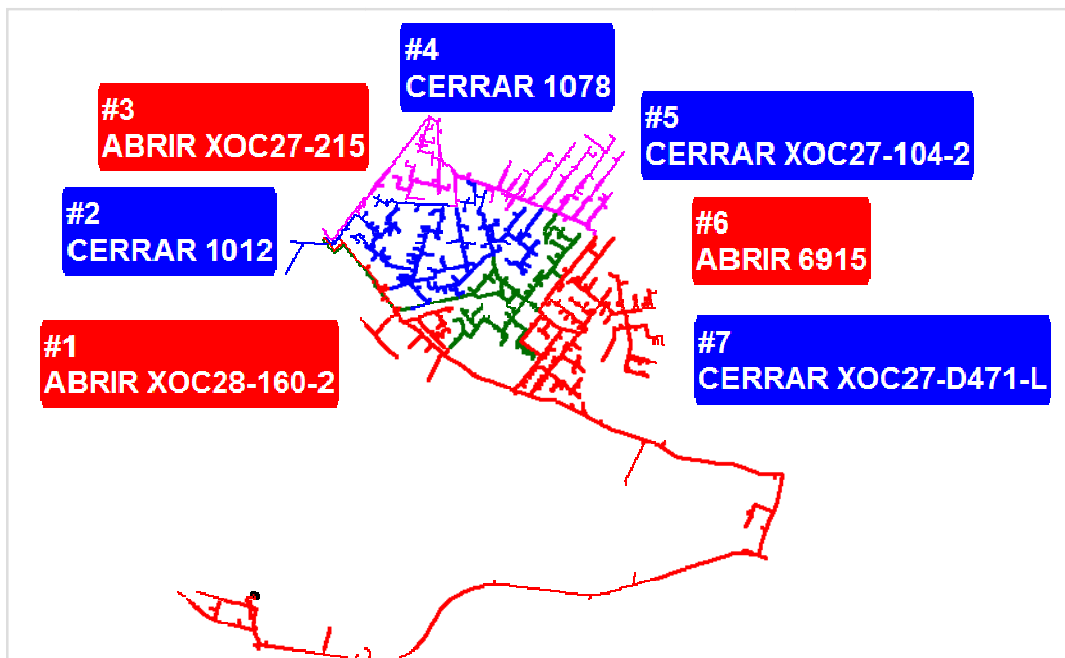 #4
CERRAR 1078
#3
ABRIR XOC27-215
#5
CERRAR XOC27-104-2
#2
CERRAR 1012
#6
ABRIR 6915
#1
ABRIR XOC28-160-2
#7
CERRAR XOC27-D471-L